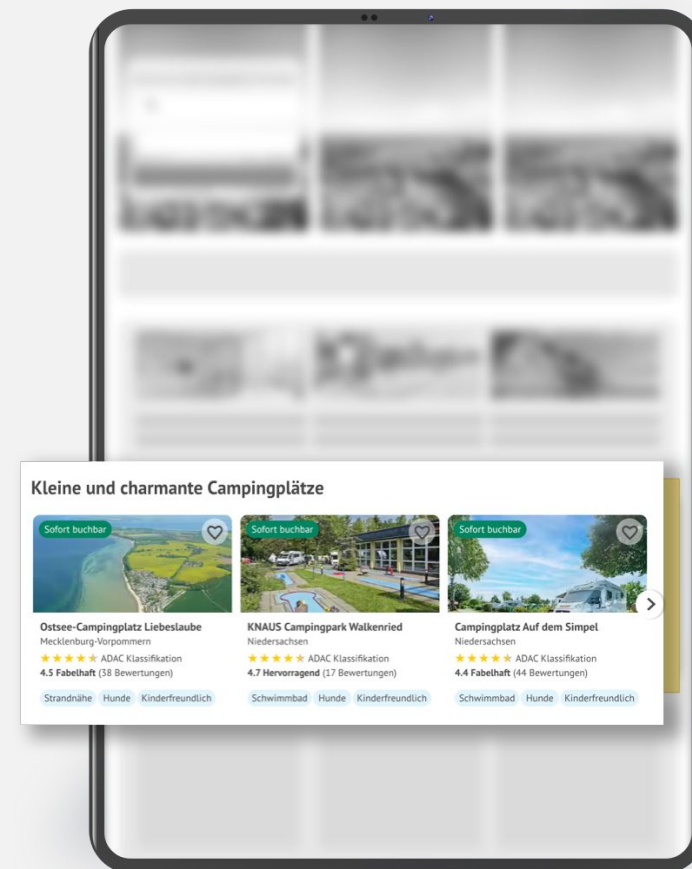 Kleine und charmante Campingplätze
Sofort buchbar
Ostsee-Campingplatz Liebeslaube
Mecklenburg-Vorpommern
ADAC Klassifikation
4.5 Fabelhaft (38 Bewertungen)
Strandnähe Hunde Kinderfreundlich
Sofort buchbar
KNAUS Campingpark Walkenried
Niedersachsen
ADAC Klassifikation
4.7 Hervorragend (17 Bewertungen)
Schwimmbad Hunde Kinderfreundlich
Sofort buchbar
Campingplatz Auf dem Simpel
Niedersachsen
ADAC Klassifikation
4.4 Fabelhaft (44 Bewertungen)
Schwimmbad Hunde Kinderfreundlich